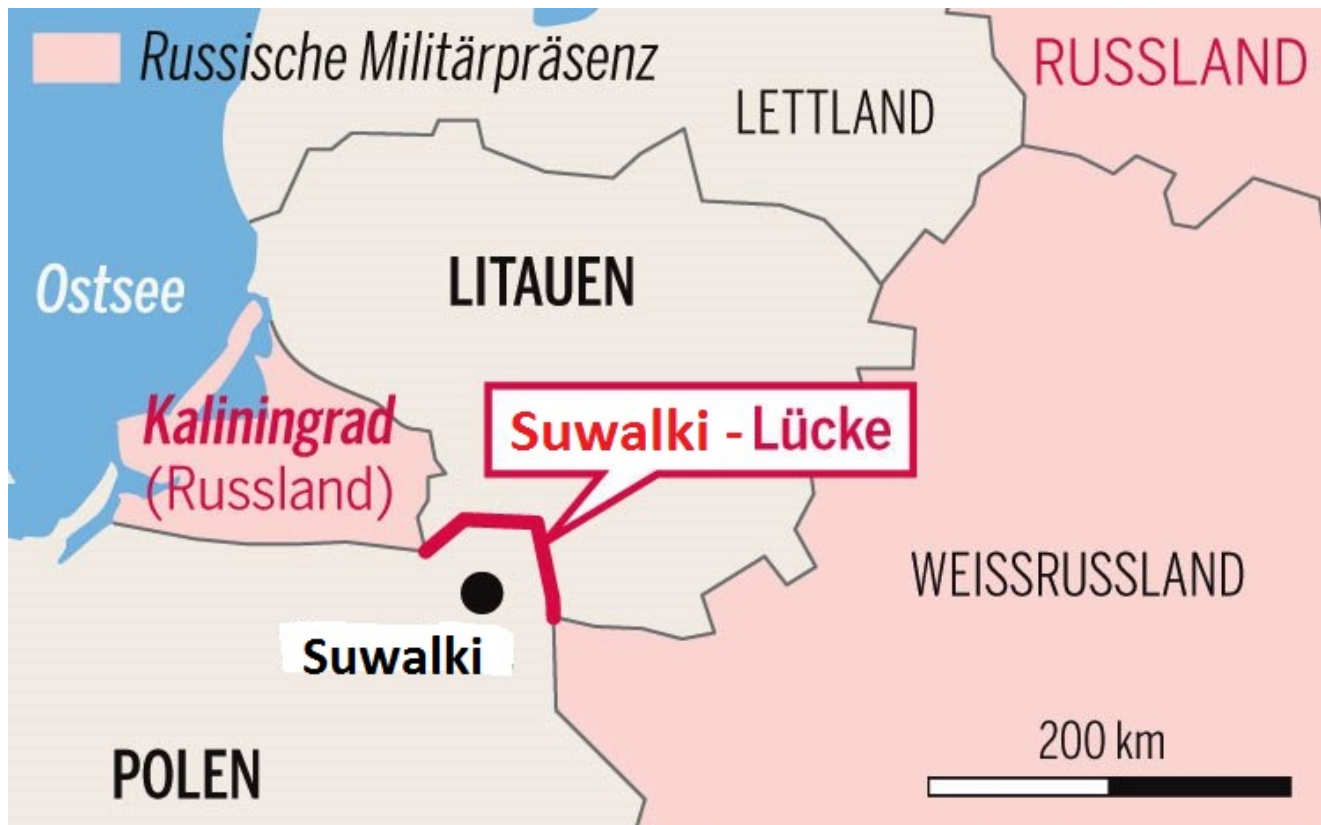 Russische Militärpräsenz
RUSSLAND
LETTLAND
LITAUEN
Ostsee
Kaliningrad
(Russland)
Suwalki - Lücke
WEISSRUSSLAND
Suwalki
POLEN
200 km